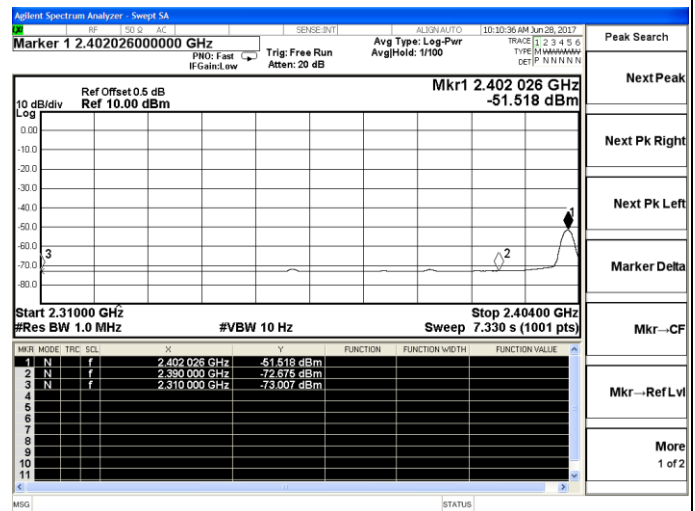 Agilent Spectrum Analyzer - Swept SA
RF 50 Ω AC SENSE:INT ALIGN AUTO 10:10:36 AM Jun 28, 2017
Marker 1 2.402026000000 GHz
PNO: Fast
IFGain:Low
Trig: Free Run
Atten: 20 dB
Avg Type: Log-Pwr
Avg|Hold: 1/100
TRACE 1 2 3 4 5 6
TYPE M WWWWW
DET P N N N N N
Mkr1 2.402 026 GHz
-51.518 dBm
Ref Offset 0.5 dB
10 dB/div Ref 10.00 dBm
Log
0.00
-10.0
-20.0
-30.0
-40.0
-50.0
-60.0
-70.0
-80.0
1
2
3
Start 2.31000 GHz
Stop 2.40400 GHz
#Res BW 1.0 MHz #VBW 10 Hz Sweep 7.330 s (1001 pts)
MKR MODE TRC SCL X Y FUNCTION FUNCTION WIDTH FUNCTION VALUE
1 N f 2.402 026 GHz -51.518 dBm
2 N f 2.390 000 GHz -72.675 dBm
3 N f 2.310 000 GHz -73.007 dBm
4
5
6
7
8
9
10
11
MSG STATUS
Peak Search
Next Peak
Next Pk Right
Next Pk Left
Marker Delta
Mkr→CF
Mkr→Ref Lvl
More
1 of 2